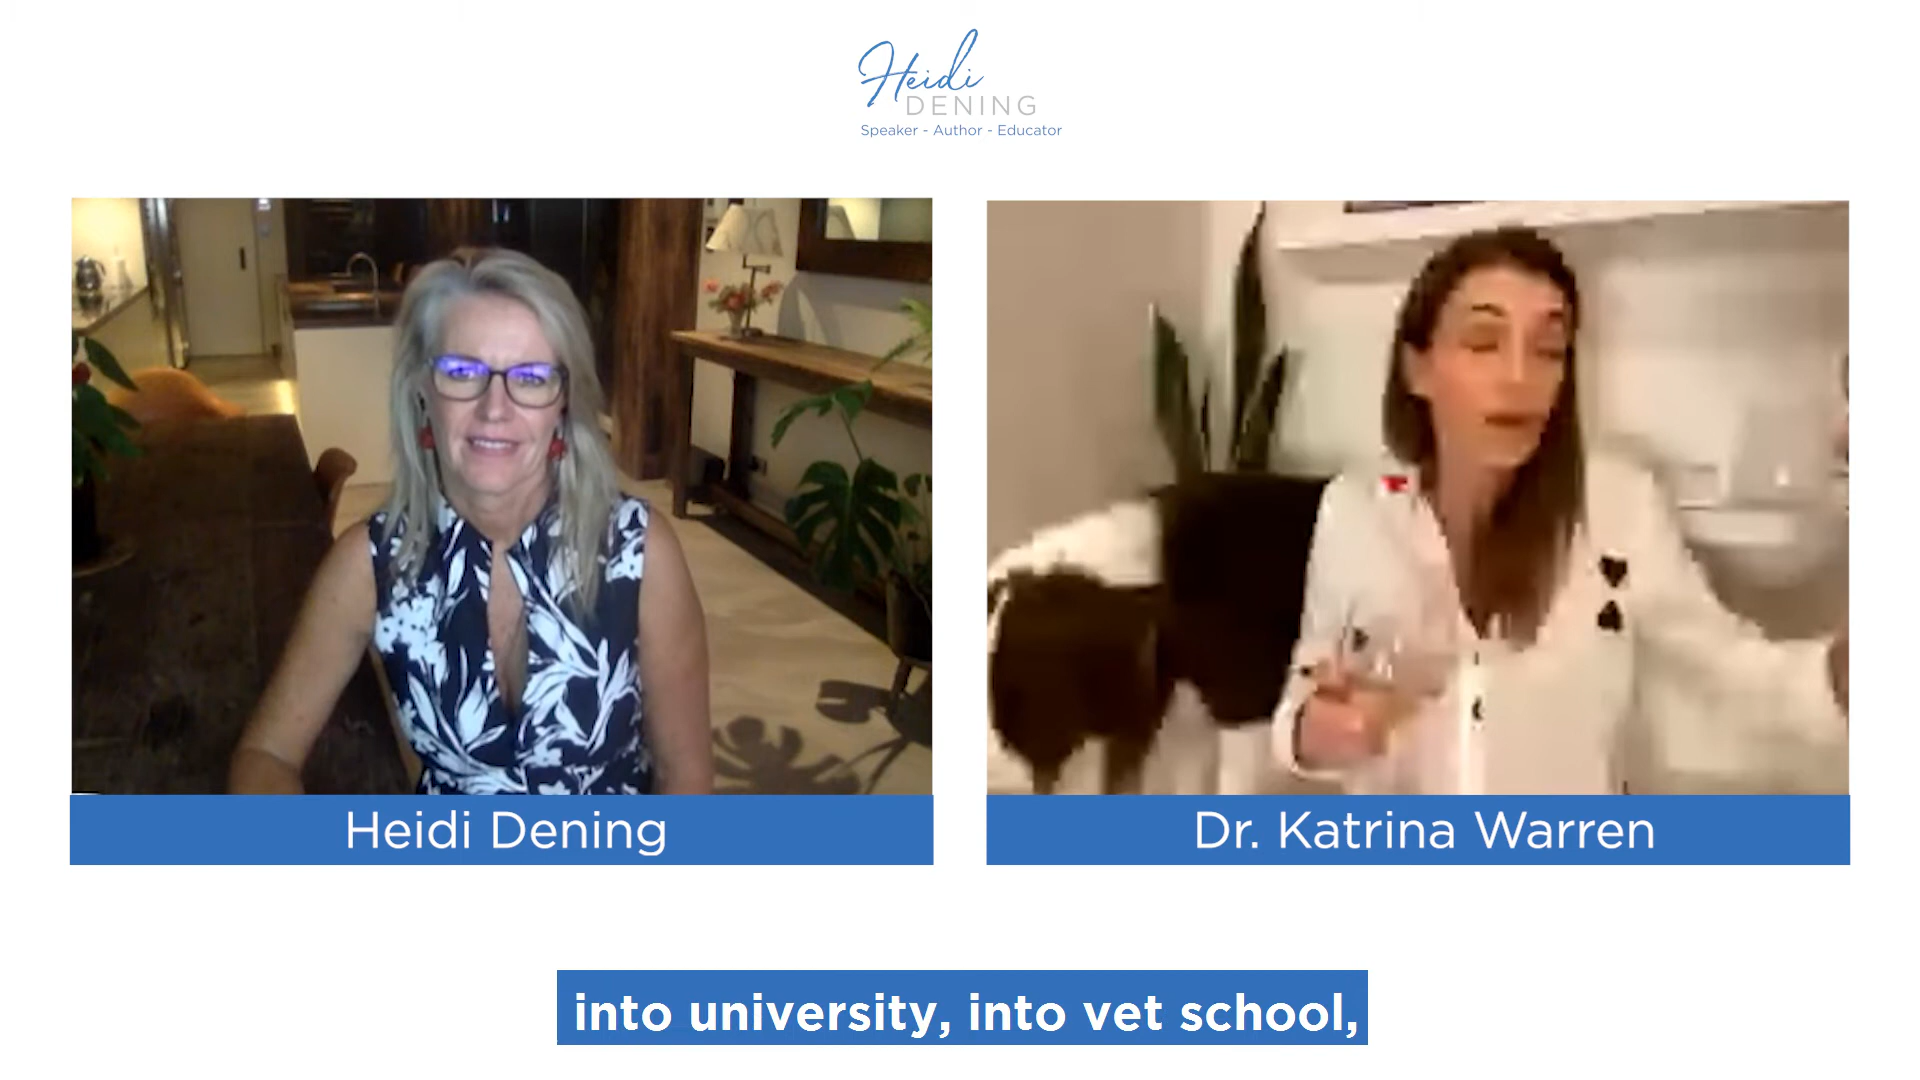 Heidi
DENING
Speaker - Author - Educator
Heidi Dening
Dr. Katrina Warren
into university, into vet school,